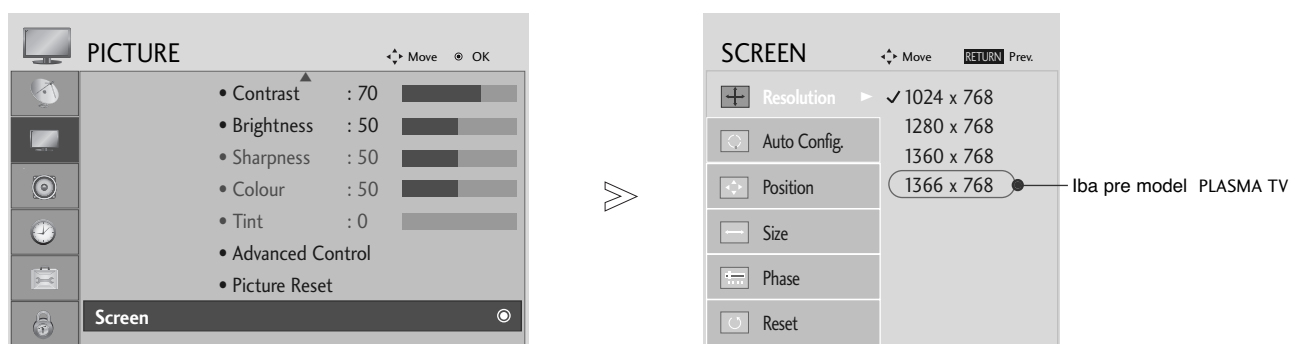 PICTURE
Move OK
• Contrast : 70
• Brightness : 50
• Sharpness : 50
• Colour : 50
• Tint : 0
• Advanced Control
• Picture Reset
Screen
SCREEN
Move RETURN Prev.
Resolution
✓ 1024 x 768
1280 x 768
1360 x 768
1366 x 768
Iba pre model PLASMA TV
Auto Config.
Position
Size
Phase
Reset